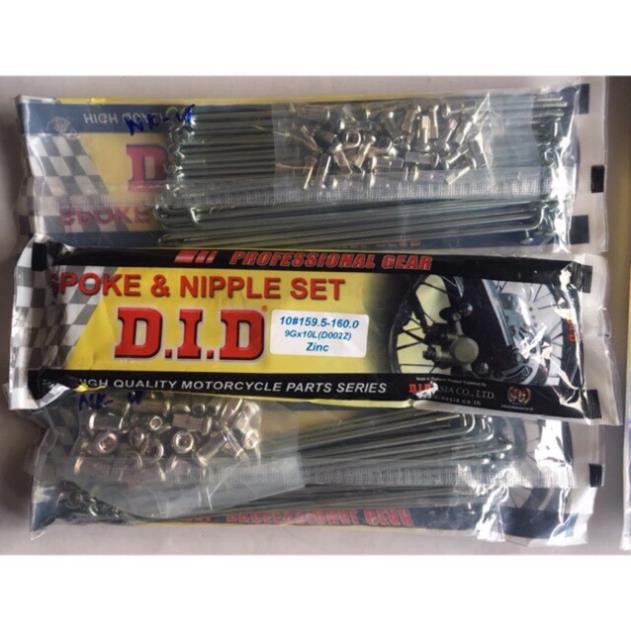 HIGH
D.I.D
SPOKE
PROFESSIONAL GEAR
SPOKE & NIPPLE SET
D.I.D®
10#159.5-160.0
9Gx10L(D002Z)
Zinc
HIGH QUALITY MOTORCYCLE PARTS SERIES
D.I.D ASIA CO., LTD.
PROFESSIONAL GEAR